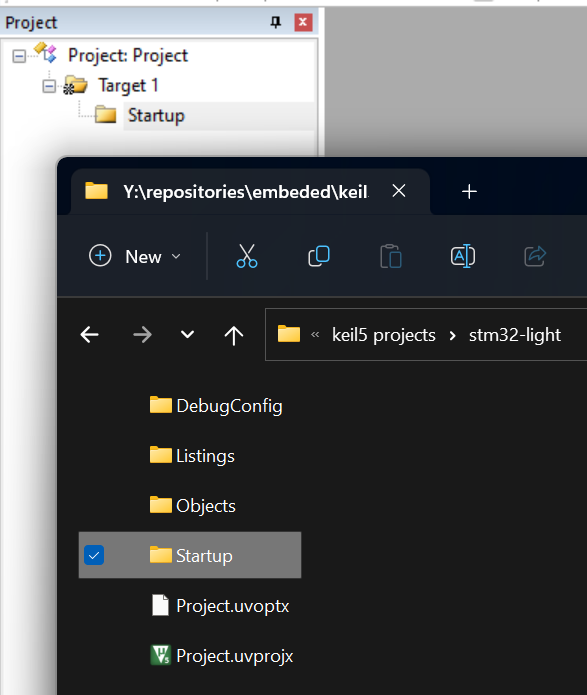 Project
Project: Project
Target 1
Startup
Y:\repositories\embeded\keil.
New
« keil5 projects > stm32-light
DebugConfig
Listings
Objects
Startup
Project.uvoptx
Project.uvprojx